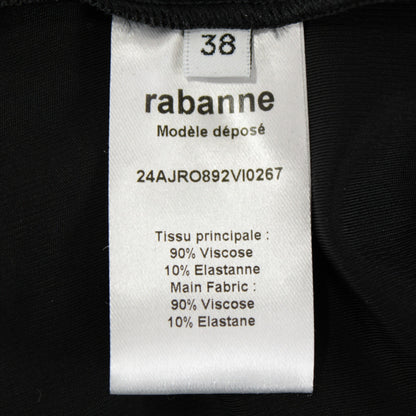 38
rabanne
Modèle déposé
24AJRO892VI0267
Tissu principale :
90% Viscose
10% Elastanne
Main Fabric :
90% Viscose
10% Elastane